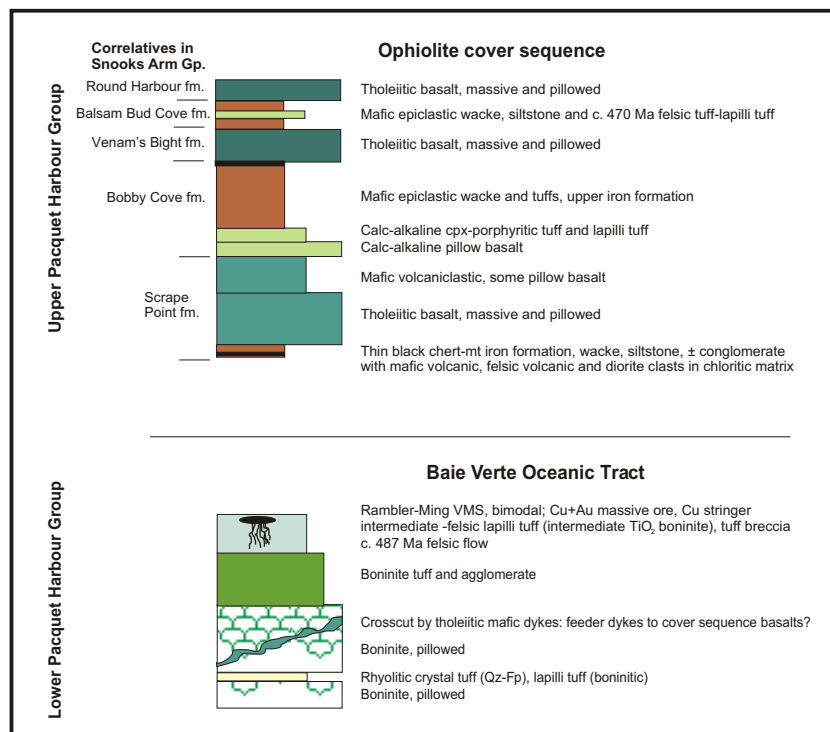 Correlatives in
Snooks Arm Gp.
Ophiolite cover sequence
Upper Pacquet Harbour Group
Round Harbour fm.
Tholeiitic basalt, massive and pillowed
Balsam Bud Cove fm.
Mafic epiclastic wacke, siltstone and c. 470 Ma felsic tuff-lapilli tuff
Venam's Bight fm.
Tholeiitic basalt, massive and pillowed
Bobby Cove fm.
Mafic epiclastic wacke and tuffs, upper iron formation
Calc-alkaline cpx-porphyritic tuff and lapilli tuff
Calc-alkaline pillow basalt
Mafic volcaniclastic, some pillow basalt
Scrape
Point fm.
Tholeiitic basalt, massive and pillowed
Thin black chert-mt iron formation, wacke, siltstone, ± conglomerate
with mafic volcanic, felsic volcanic and diorite clasts in chloritic matrix
Lower Pacquet Harbour Group
Baie Verte Oceanic Tract
Rambler-Ming VMS, bimodal; Cu+Au massive ore, Cu stringer
intermediate -felsic lapilli tuff (intermediate TiO₂ boninite), tuff breccia
c. 487 Ma felsic flow
Boninite tuff and agglomerate
Crosscut by tholeiitic mafic dykes: feeder dykes to cover sequence basalts?
Boninite, pillowed
Rhyolitic crystal tuff (Qz-Fp), lapilli tuff (boninitic)
Boninite, pillowed